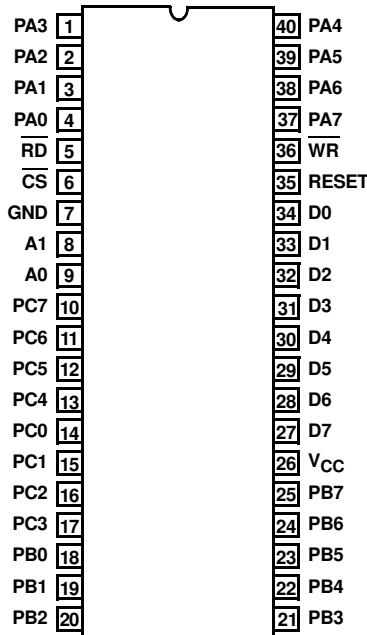 PA3 1 40 PA4
PA2 2 39 PA5
PA1 3 38 PA6
PA0 4 37 PA7
R̅D̅ 5 36 W̅R̅
C̅S̅ 6 35 RESET
GND 7 34 D0
A1 8 33 D1
A0 9 32 D2
PC7 10 31 D3
PC6 11 30 D4
PC5 12 29 D5
PC4 13 28 D6
PC0 14 27 D7
PC1 15 26 VCC
PC2 16 25 PB7
PC3 17 24 PB6
PB0 18 23 PB5
PB1 19 22 PB4
PB2 20 21 PB3